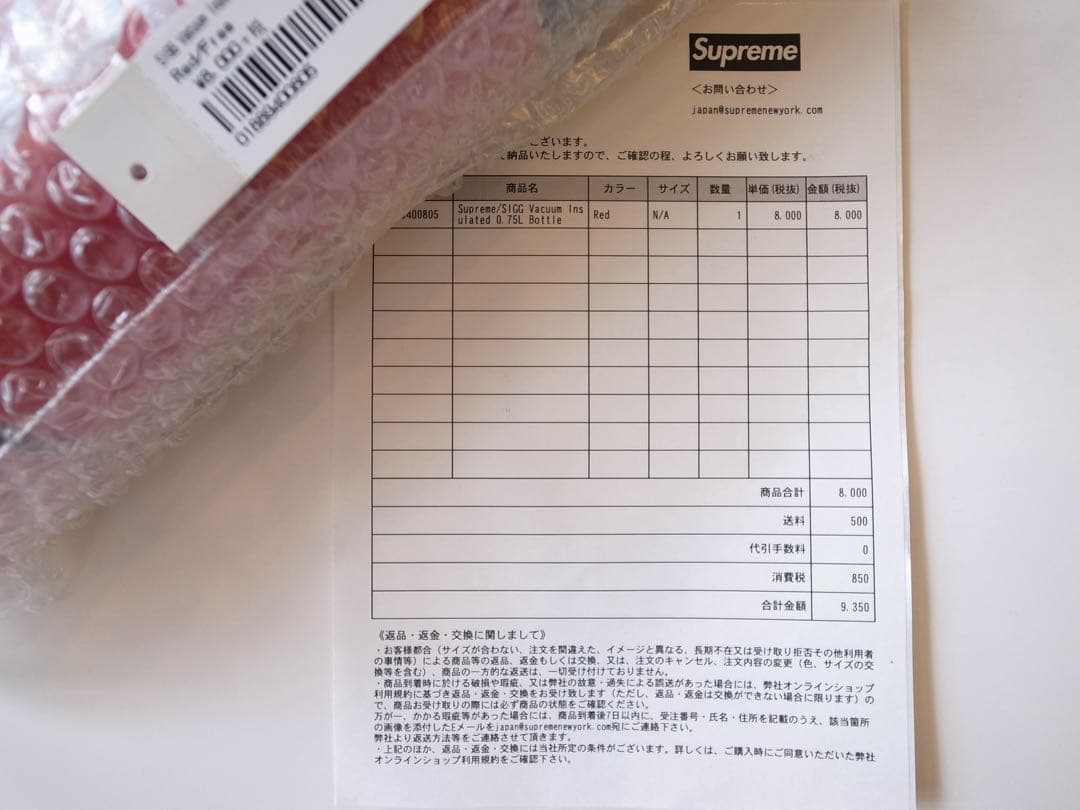 SIGG Vacuum
Red/Free
¥8,000+税
Supreme
＜お問い合わせ＞
japan@supremenewyork.com
ございます。
納品いたしますので、ご確認の程、よろしくお願い致します。
商品名 カラー サイズ 数量 単価(税抜) 金額(税抜)
400805 Supreme/SIGG Vacuum Ins Red N/A 1 8,000 8,000
ulated 0.75L Bottle
商品合計 8,000
送料 500
代引手数料 0
消費税 850
合計金額 9,350
《返品・返金・交換に関しまして》
・お客様都合（サイズが合わない、注文を間違えた、イメージと異なる、長期不在又は受け取り拒否その他利用者
の事情等）による商品等の返品、返金もしくは交換、又は、注文のキャンセル、注文内容の変更（色、サイズの交
換等を含む）、商品の一方的な返送は、一切受け付けておりません。
・商品到着時に於ける破損や瑕疵、又は弊社の故意・過失による誤送があった場合には、弊社オンラインショップ
利用規約に基づき返品・返金・交換をお受け致します（ただし、返品・返金は交換ができない場合に限ります）の
で、商品お受け取りの際には必ず商品の状態をご確認ください。
万が一、かかる瑕疵等があった場合には、商品到着後7日以内に、受注番号・氏名・住所を記載のうえ、該当箇所
の画像を添付したEメールをjapan@supremenewyork.com宛にご連絡下さい。
弊社より返送方法等をご連絡させて頂きます。
・上記のほか、返品・返金・交換には当社所定の条件がございます。詳しくは、ご購入時にご同意いただいた弊社
オンラインショップ利用規約をご確認下さい。